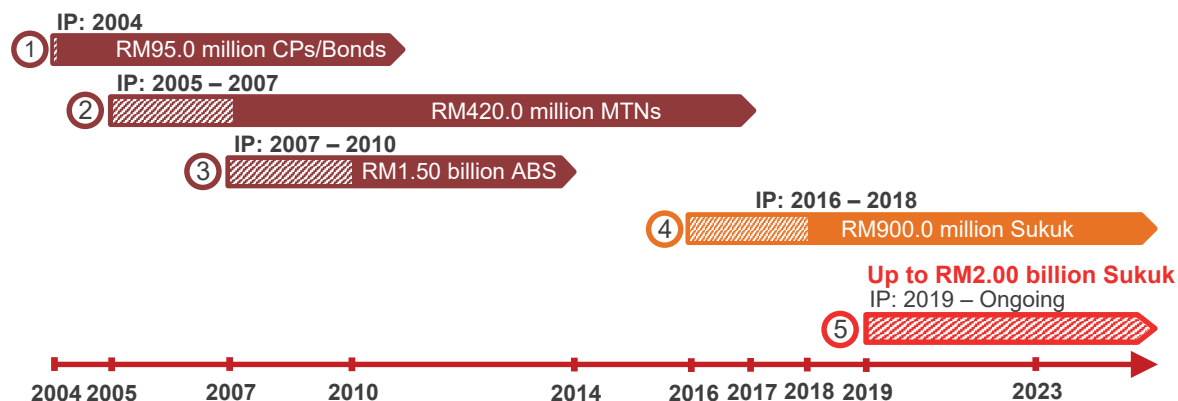 IP: 2004
1 RM95.0 million CPs/Bonds
IP: 2005 – 2007
2 RM420.0 million MTNs
IP: 2007 – 2010
3 RM1.50 billion ABS
IP: 2016 – 2018
4 RM900.0 million Sukuk
Up to RM2.00 billion Sukuk
IP: 2019 – Ongoing
5
2004 2005 2007 2010 2014 2016 2017 2018 2019 2023